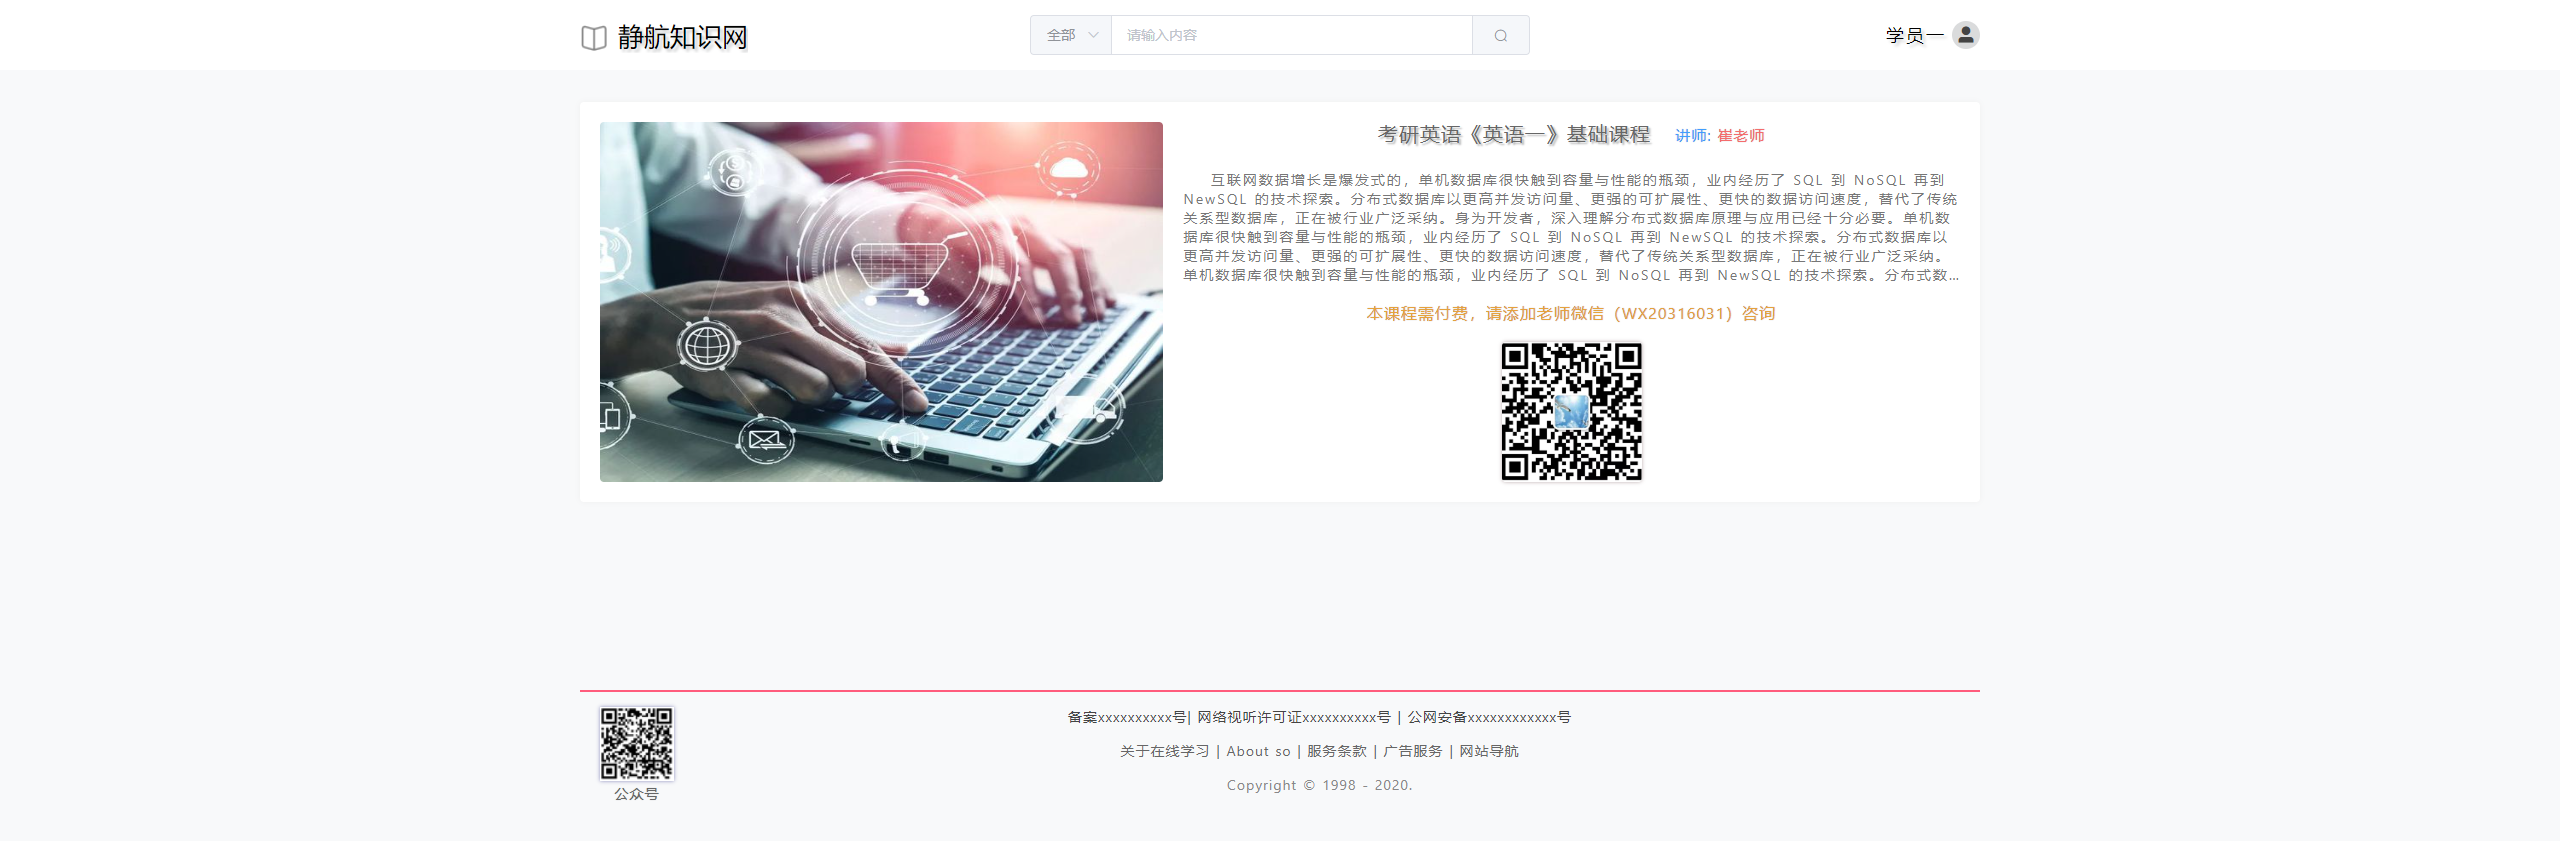 静航知识网
全部
请输入内容
学员一
考研英语《英语一》基础课程 讲师: 崔老师
互联网数据增长是爆发式的，单机数据库很快触到容量与性能的瓶颈，业内经历了 SQL 到 NoSQL 再到
NewSQL 的技术探索。分布式数据库以更高并发访问量、更强的可扩展性、更快的数据访问速度，替代了传统
关系型数据库，正在被行业广泛采纳。身为开发者，深入理解分布式数据库原理与应用已经十分必要。单机数
据库很快触到容量与性能的瓶颈，业内经历了 SQL 到 NoSQL 再到 NewSQL 的技术探索。分布式数据库以
更高并发访问量、更强的可扩展性、更快的数据访问速度，替代了传统关系型数据库，正在被行业广泛采纳。
单机数据库很快触到容量与性能的瓶颈，业内经历了 SQL 到 NoSQL 再到 NewSQL 的技术探索。分布式数...
本课程需付费，请添加老师微信（WX20316031）咨询
备案xxxxxxxxxx号| 网络视听许可证xxxxxxxxxx号 | 公网安备xxxxxxxxxxxx号
关于在线学习 | About so | 服务条款 | 广告服务 | 网站导航
Copyright © 1998 - 2020.
公众号